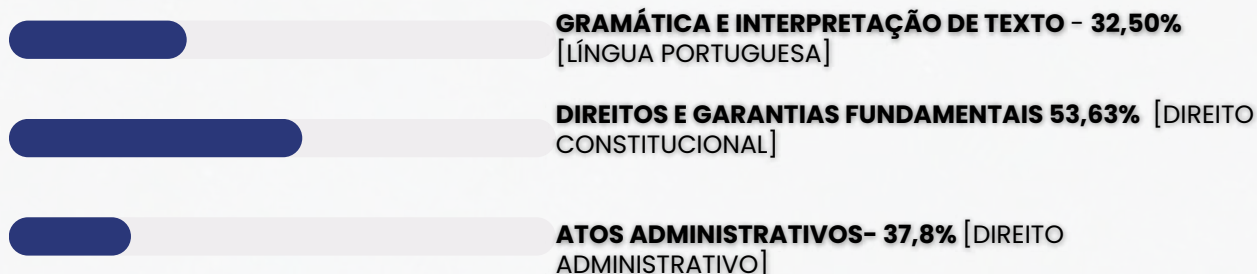 GRAMÁTICA E INTERPRETAÇÃO DE TEXTO - 32,50%
[LÍNGUA PORTUGUESA]
DIREITOS E GARANTIAS FUNDAMENTAIS 53,63% [DIREITO
CONSTITUCIONAL]
ATOS ADMINISTRATIVOS- 37,8% [DIREITO
ADMINISTRATIVO]